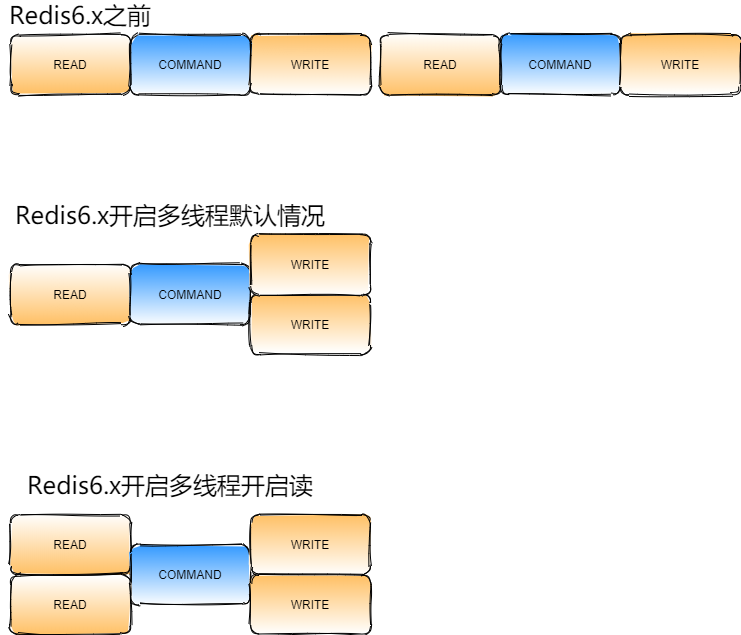 Redis6.x之前
READ COMMAND WRITE READ COMMAND WRITE
Redis6.x开启多线程默认情况
WRITE
READ COMMAND
WRITE
Redis6.x开启多线程开启读
READ WRITE
COMMAND
READ WRITE